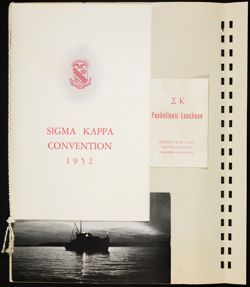 SIGMA KAPPA
CONVENTION
1952
ΣΚ
Panhellenic Luncheon